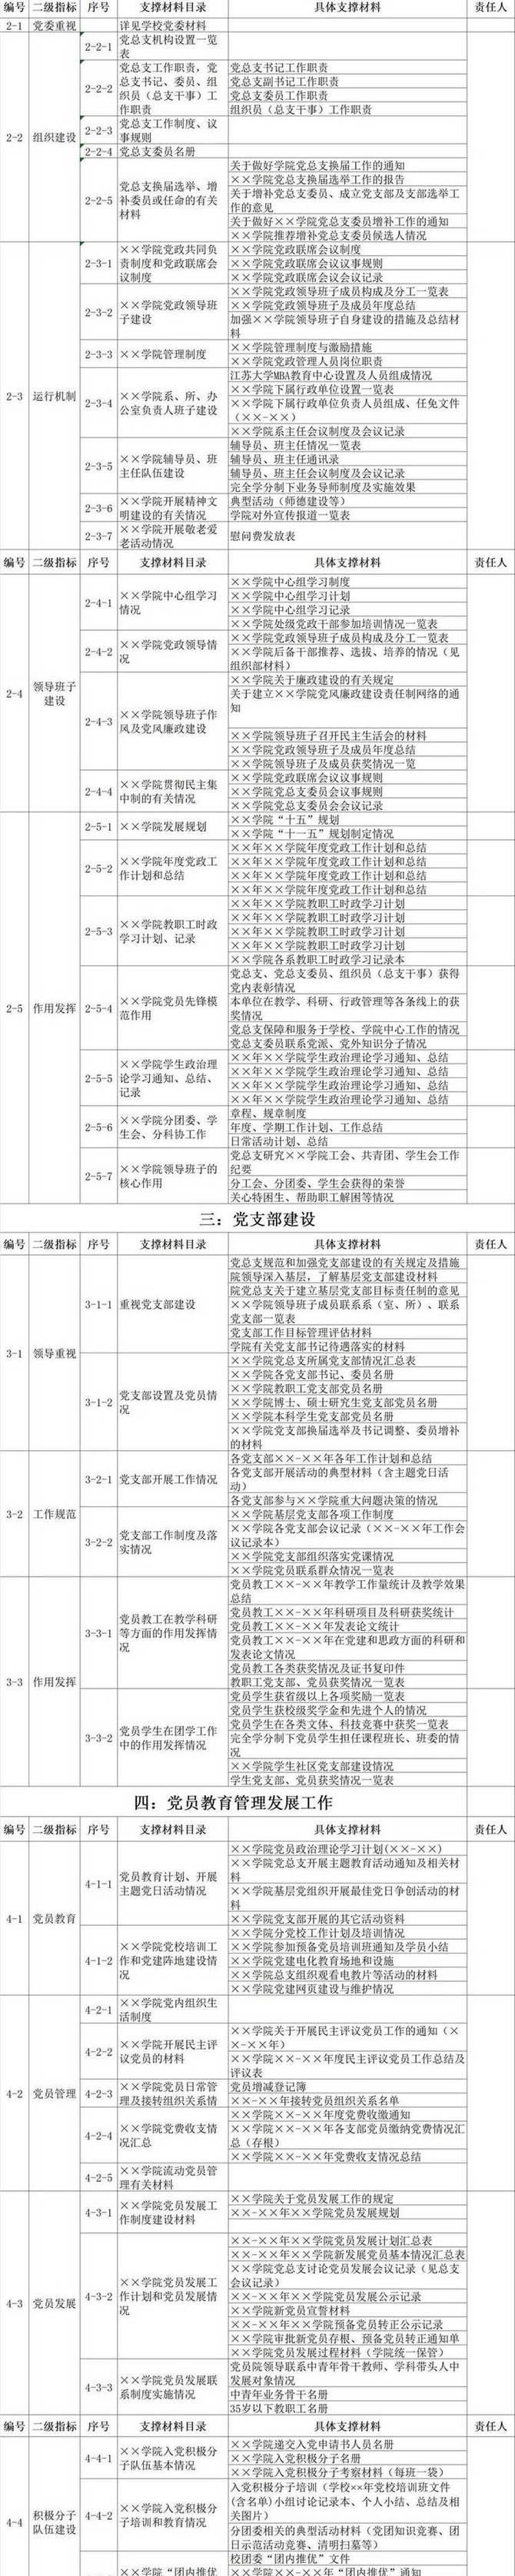 编号 二级指标 序号 支撑材料目录 具体支撑材料 责任人
2-1 党委重视 详见学校党委材料
2-2 组织建设
2-2-1 党总支机构设置一览
表
2-2-2 党总支工作职责，党
总支书记、委员、组
织员（总支干事）工
作职责
党总支书记工作职责
党总支副书记工作职责
党总支委员工作职责
组织员（总支干事）工作职责
2-2-3 党总支工作制度、议
事规则
2-2-4 党总支委员名册
2-2-5 党总支换届选举、增
补委员或任命的有关
材料
关于做好学院党总支换届工作的通知
××学院党总支换届选举工作的报告
关于增补党总支委员、成立党支部及支部选举工
作的意见
关于做好××学院党总支委员增补工作的通知
××学院推荐增补党总支委员候选人情况
2-3 运行机制
2-3-1 ××学院党政共同负
责制度和党政联席会
议制度
××学院党政联席会议制度
××学院党政联席会议议事规则
××学院党政联席会议会议记录
2-3-2 ××学院党政领导班
子建设
××学院党政领导班子成员构成及分工一览表
××学院党政领导班子及成员年度总结
加强××学院领导班子自身建设的措施及总结材
料
2-3-3 ××学院管理制度
××学院管理制度与激励措施
××学院党政管理人员岗位职责
2-3-4 ××学院系、所、办
公室负责人班子建设
江苏大学MBA教育中心设置及人员组成情况
××学院下属行政单位设置一览表
××学院下属行政单位负责人员组成、任免文件
（××-××）
××学院系主任会议制度及会议记录
2-3-5 ××学院辅导员、班
主任队伍建设
辅导员、班主任情况一览表
辅导员、班主任通讯录
辅导员、班主任会议制度及会议记录
完全学分制下业务导师制度及实施效果
2-3-6 ××学院开展精神文
明建设的有关情况
典型活动（师德建设等）
学院对外宣传报道一览表
2-3-7 ××学院开展敬老爱
老活动情况
慰问费发放表
编号 二级指标 序号 支撑材料目录 具体支撑材料 责任人
2-4 领导班子
建设
2-4-1 ××学院中心组学习
情况
××学院中心组学习制度
××学院中心组学习计划
××学院中心组学习记录
××学院处级党政干部参加培训情况一览表
2-4-2 ××学院党政领导情
况
××学院党政领导班子成员构成及分工一览表
××学院后备干部推荐、选拔、培养的情况（见
组织部材料）
2-4-3 ××学院领导班子作
风及党风廉政建设
××学院关于廉政建设的有关规定
关于建立××学院党风廉政建设责任制网络的通
知
××学院领导班子召开民主生活会的材料
××学院党政领导班子及成员年度总结
××学院领导班子及成员获奖情况一览
2-4-4 ××学院贯彻民主集
中制的有关情况
××学院党政联席会议议事规则
××学院党总支委员会议事规则
××学院党总支委员会会议记录
2-5 作用发挥
2-5-1 ××学院发展规划
××学院“十五”规划
××学院“十一五”规划制定情况
2-5-2 ××学院年度党政工
作计划和总结
××年××学院年度党政工作计划和总结
××年××学院年度党政工作计划和总结
××年××学院年度党政工作计划和总结
××年××学院年度党政工作计划和总结
2-5-3 ××学院教职工时政
学习计划、记录
××年××学院教职工时政学习计划
××年××学院教职工时政学习计划
××年××学院教职工时政学习计划
××年××学院教职工时政学习计划
××学院各系教职工时政学习记录本
2-5-4 ××学院党员先锋模
范作用
党总支、党总支委员、组织员（总支干事）获得
党内表彰情况
本单位在教学、科研、行政管理等各条线上的获
奖情况
党总支保障和服务于学校、学院中心工作的情况
党总支委员联系党派、党外知识分子情况
2-5-5 ××学院学生政治理
论学习通知、总结、
记录
××年××学院学生政治理论学习通知、总结
××年××学院学生政治理论学习通知、总结
××年××学院学生政治理论学习通知、总结
××年××学院学生政治理论学习通知、总结
2-5-6 ××学院分团委、学
生会、分科协工作
章程、规章制度
年度、学期工作计划、工作总结
日常活动计划、总结
2-5-7 ××学院领导班子的
核心作用
党总支研究××学院工会、共青团、学生会工作
纪要
分工会、分团委、学生会获得的荣誉
关心特困生、帮助职工解困等情况
三：党支部建设
编号 二级指标 序号 支撑材料目录 具体支撑材料 责任人
3-1 领导重视
3-1-1 重视党支部建设
党总支规范和加强党支部建设的有关规定及措施
院领导深入基层，了解基层党支部建设材料
院党总支关于建立基层党支部目标责任制的意见
××学院领导班子成员联系系（室、所）、联系
党支部一览表
党支部工作目标管理评估材料
学院有关党支部书记待遇落实的材料
3-1-2 党支部设置及党员情
况
××学院党总支所属党支部情况汇总表
××学院各党支部书记、委员名册
××学院教职工党支部党员名册
××学院博士、硕士研究生党支部党员名册
××学院本科学生党支部党员名册
××学院党支部换届选举及书记调整、委员增补
的材料
3-2 工作规范
3-2-1 党支部开展工作情况
各党支部××-××年各年工作计划和总结
各党支部开展活动的典型材料（含主题党日活
动）
各党支部参与××学院重大问题决策的情况
3-2-2 党支部工作制度及落
实情况
××学院基层党支部各项工作制度
××学院各党支部会议记录（××-××年工作会
议记录本）
××学院党支部组织落实党课情况
××学院党员联系群众情况一览表
3-3 作用发挥
3-3-1 党员教工在教学科研
等方面的作用发挥情
况
党员教工××-××年教学工作量统计及教学效果
总结
党员教工××-××年科研项目及科研获奖统计
党员教工××-××年发表论文统计
党员教工××-××年在党建和思政方面的科研和
发表论文情况
党员教工各类获奖情况及证书复印件
教职工党支部、党员获奖情况一览表
3-3-2 党员学生在团学工作
中的作用发挥情况
党员学生获省级以上各项奖励一览表
党员学生获校级奖学金和先进个人的情况
党员学生在各类文体、科技竞赛中获奖一览表
完全学分制下党员学生担任课程班长、班委的情
况
××学院学生社区党支部建设情况
学生党支部、党员获奖情况一览表
四：党员教育管理发展工作
编号 二级指标 序号 支撑材料目录 具体支撑材料 责任人
4-1 党员教育
4-1-1 党员教育计划、开展
主题党日活动情况
××学院党员政治理论学习计划(××-××)
××学院党总支开展主题教育活动通知及相关材
料
××学院基层党组织开展最佳党日争创活动的材
料
××学院党支部开展的其它活动资料
4-1-2 ××学院党校培训工
作和党建阵地建设情
况
××学院分党校工作计划及培训情况
××学院参加预备党员培训班通知及学员小结
××学院党建电化教育场地和设施
××学院总支组织观看电教片等活动的材料
××学院党建网页建设与维护情况
4-2 党员管理
4-2-1 ××学院党内组织生
活制度
4-2-2 ××学院开展民主评
议党员的材料
××学院关于开展民主评议党员工作的通知（×
×-××年）
××学院××-××年度民主评议党员工作总结及
评议表
4-2-3 ××学院党员日常管
理及接转组织关系情
党员增减登记簿
××-××年接转党员组织关系名单
4-2-4 ××学院党费收支情
况汇总
××学院××-××年度党费收缴通知
××学院××-××年各支部党员缴纳党费情况汇
总（存根）
××学院××-××年党费收支情况总结
4-2-5 ××学院流动党员管
理有关材料
4-3 党员发展
4-3-1 ××学院党员发展工
作制度建设材料
××学院关于党员发展工作的规定
××-××年××学院党员发展规划
4-3-2 ××学院党员发展工
作计划和党员发展情
况
××-××年××学院党员发展计划汇总表
××-××年××学院新发展党员基本情况汇总表
××学院党总支讨论党员发展会议记录（见总支
会议记录）
××-××年××学院党员发展公示记录
××学院新党员宣誓材料
××-××年××学院预备党员转正公示记录
××学院审批新党员存根、预备党员转正通知单
××学院党员发展过程材料（学院统一保管）
4-3-3 ××学院党员发展联
系制度实施情况
党员院领导联系中青年骨干教师、学科带头人中
发展对象情况
中青年业务骨干名册
35岁以下教职工名册
编号 二级指标 序号 支撑材料目录 具体支撑材料 责任人
4-4 积极分子
队伍建设
4-4-1 ××学院入党积极分
子队伍基本情况
××学院递交入党申请书人员名册
××学院入党积极分子名册
××学院入党积极分子考察材料（每班一袋）
4-4-2 ××学院入党积极分
子培训和教育情况
入党积极分子培训（学校××年党校培训班文件
(含名单)小组讨论记录本、个人小结、总结及相
关图片）
分团委相关的典型活动材料（党团知识竞赛、团
日示范活动竞赛、清明扫墓等）
××学院“团内推优
校团委“团内推优”文件
××学院××-××年“团内推优”通知